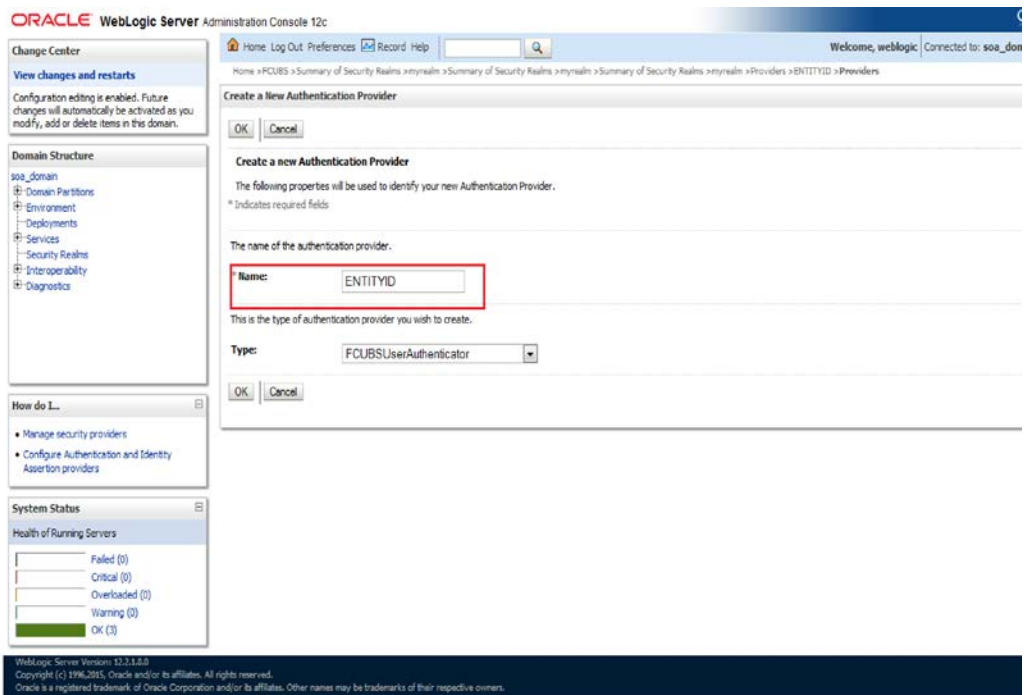 ORACLE WebLogic Server Administration Console 12c
Change Center
View changes and restarts
Configuration editing is enabled. Future
changes will automatically be activated as you
modify, add or delete items in this domain.
Domain Structure
soa_domain
Domain Partitions
Environment
Deployments
Services
Security Realms
Interoperability
Diagnostics
How do I...
Manage security providers
Configure Authentication and Identity
Assertion providers
System Status
Health of Running Servers
Failed (0)
Critical (0)
Overloaded (0)
Warning (0)
OK (3)
Home Log Out Preferences Record Help
Welcome, weblogic Connected to: soa_dom
Home >FCUBS >Summary of Security Realms >myrealm >Summary of Security Realms >myrealm >Summary of Security Realms >myrealm >Providers >ENTITYID >Providers
Create a New Authentication Provider
OK Cancel
Create a new Authentication Provider
The following properties will be used to identify your new Authentication Provider.
* Indicates required fields
The name of the authentication provider.
* Name: ENTITYID
This is the type of authentication provider you wish to create.
Type: FCUBSUserAuthenticator
OK Cancel
WebLogic Server Version: 12.2.1.0.0
Copyright (c) 1996,2015, Oracle and/or its affiliates. All rights reserved.
Oracle is a registered trademark of Oracle Corporation and/or its affiliates. Other names may be trademarks of their respective owners.